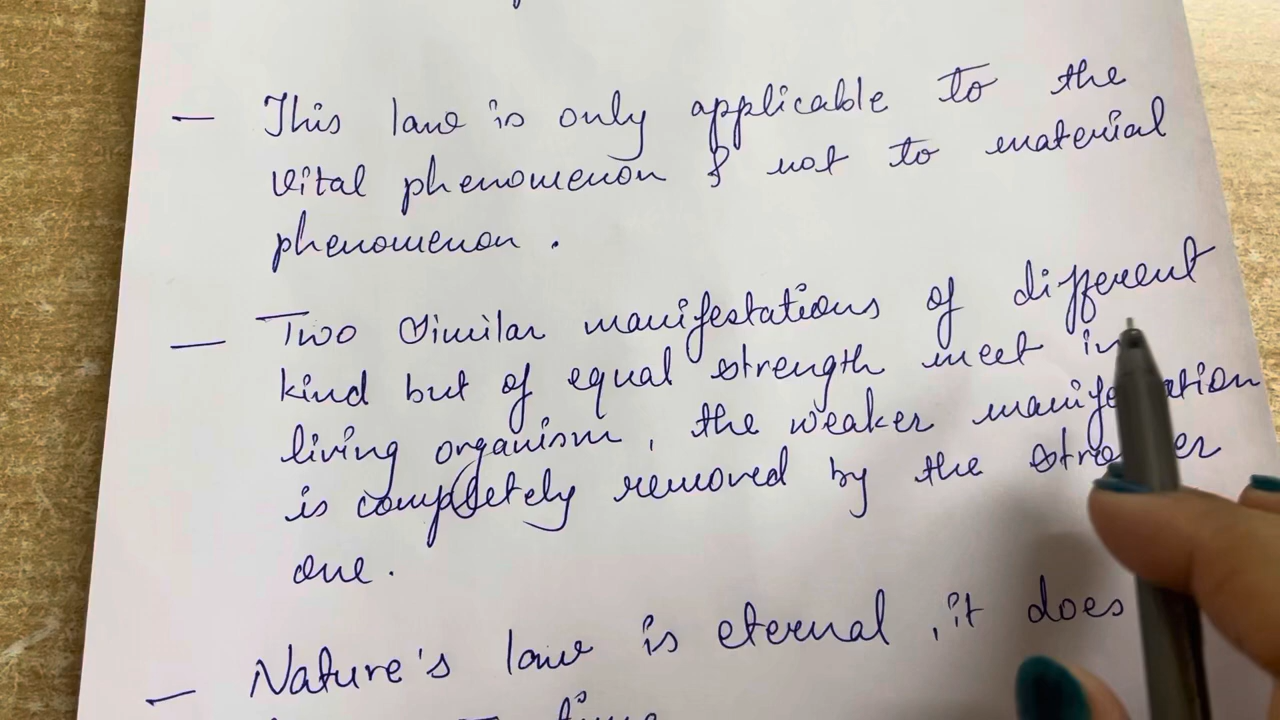 — This law is only applicable to the
vital phenomenon & not to material
phenomenon .
— Two Similar manifestations of different
kind but of equal strength meet in
living organism, the weaker
is completely removed by the
one.
— Nature's law is eternal, it does
time